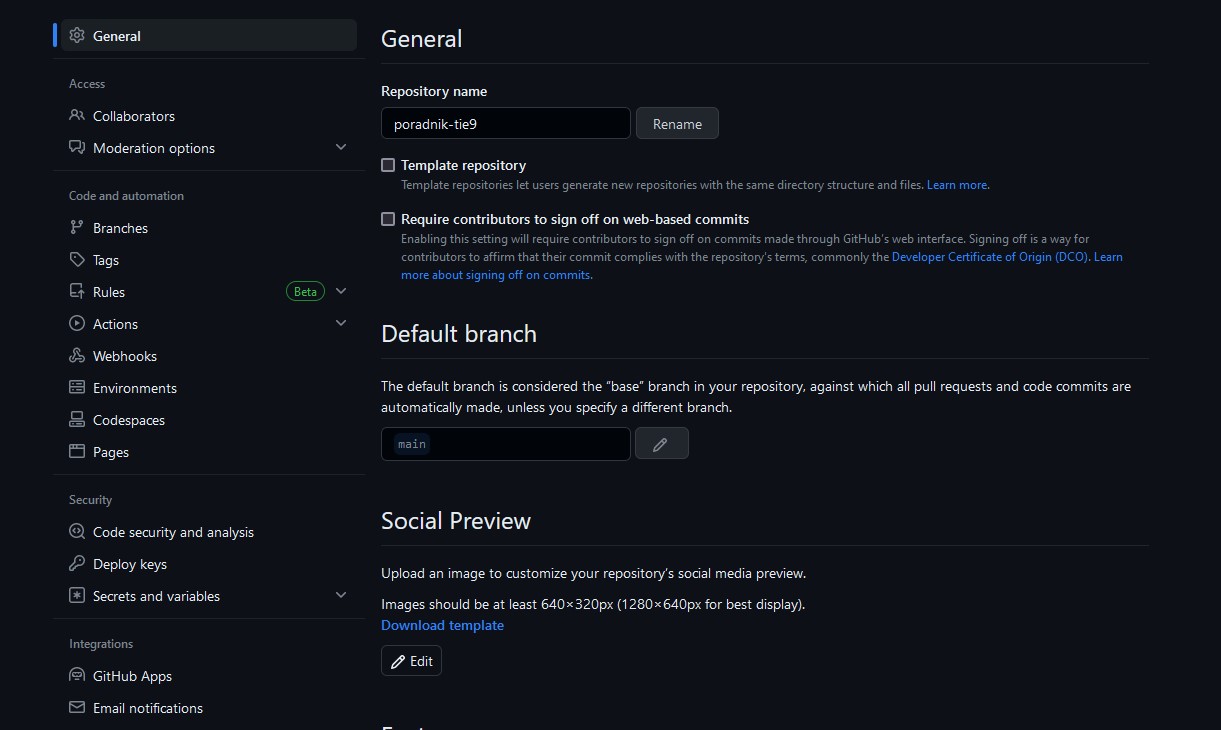 General
Access
Collaborators
Moderation options
Code and automation
Branches
Tags
Rules Beta
Actions
Webhooks
Environments
Codespaces
Pages
Security
Code security and analysis
Deploy keys
Secrets and variables
Integrations
GitHub Apps
Email notifications
General
Repository name
poradnik-tie9 Rename
Template repository
Template repositories let users generate new repositories with the same directory structure and files. Learn more.
Require contributors to sign off on web-based commits
Enabling this setting will require contributors to sign off on commits made through GitHub's web interface. Signing off is a way for
contributors to affirm that their commit complies with the repository's terms, commonly the Developer Certificate of Origin (DCO). Learn
more about signing off on commits.
Default branch
The default branch is considered the “base” branch in your repository, against which all pull requests and code commits are
automatically made, unless you specify a different branch.
main
Social Preview
Upload an image to customize your repository's social media preview.
Images should be at least 640×320px (1280×640px for best display).
Download template
Edit